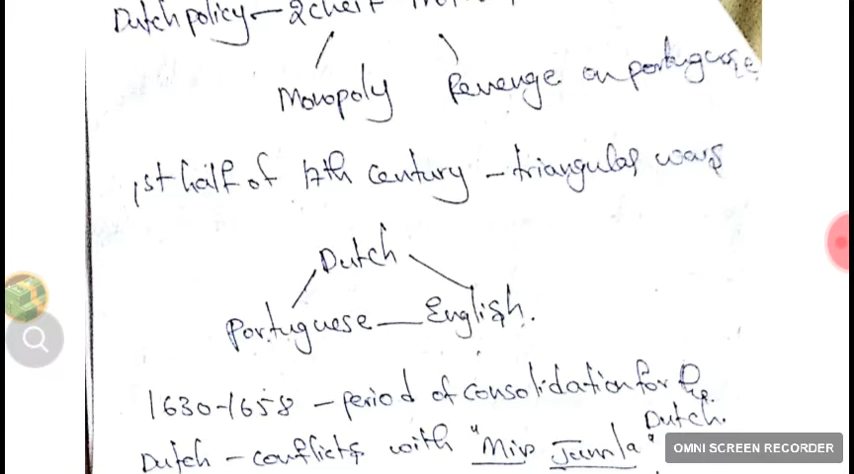 Dutch policy - 2 chief
Monopoly Revenge on portuguese
1st half of 17th century - triangular wars
Dutch
Portuguese English.
1630-1658 - period of consolidation for
Dutch.
Dutch - conflicts with "Mir Jumla"
OMNI SCREEN RECORDER